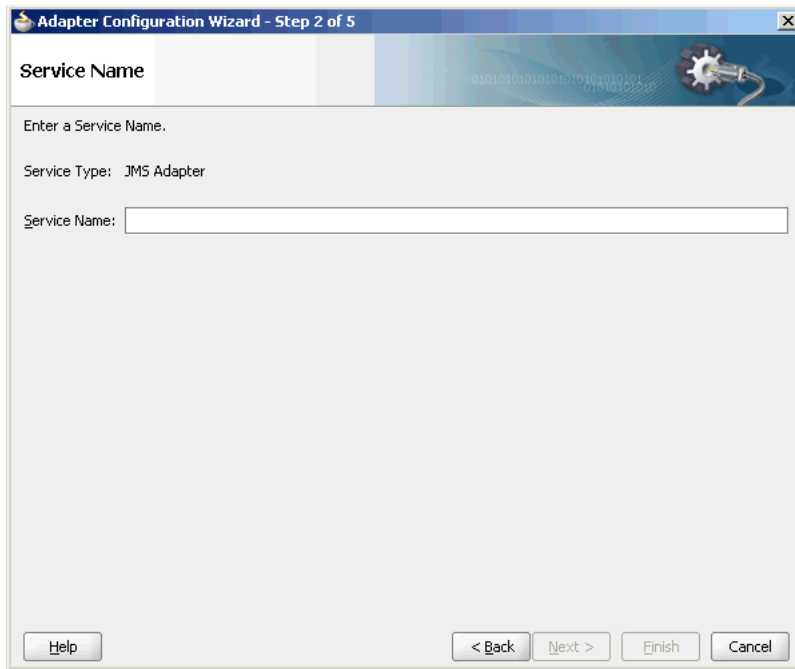 Adapter Configuration Wizard - Step 2 of 5
Service Name
Enter a Service Name.
Service Type: JMS Adapter
Service Name:
Help
< Back
Next >
Finish
Cancel